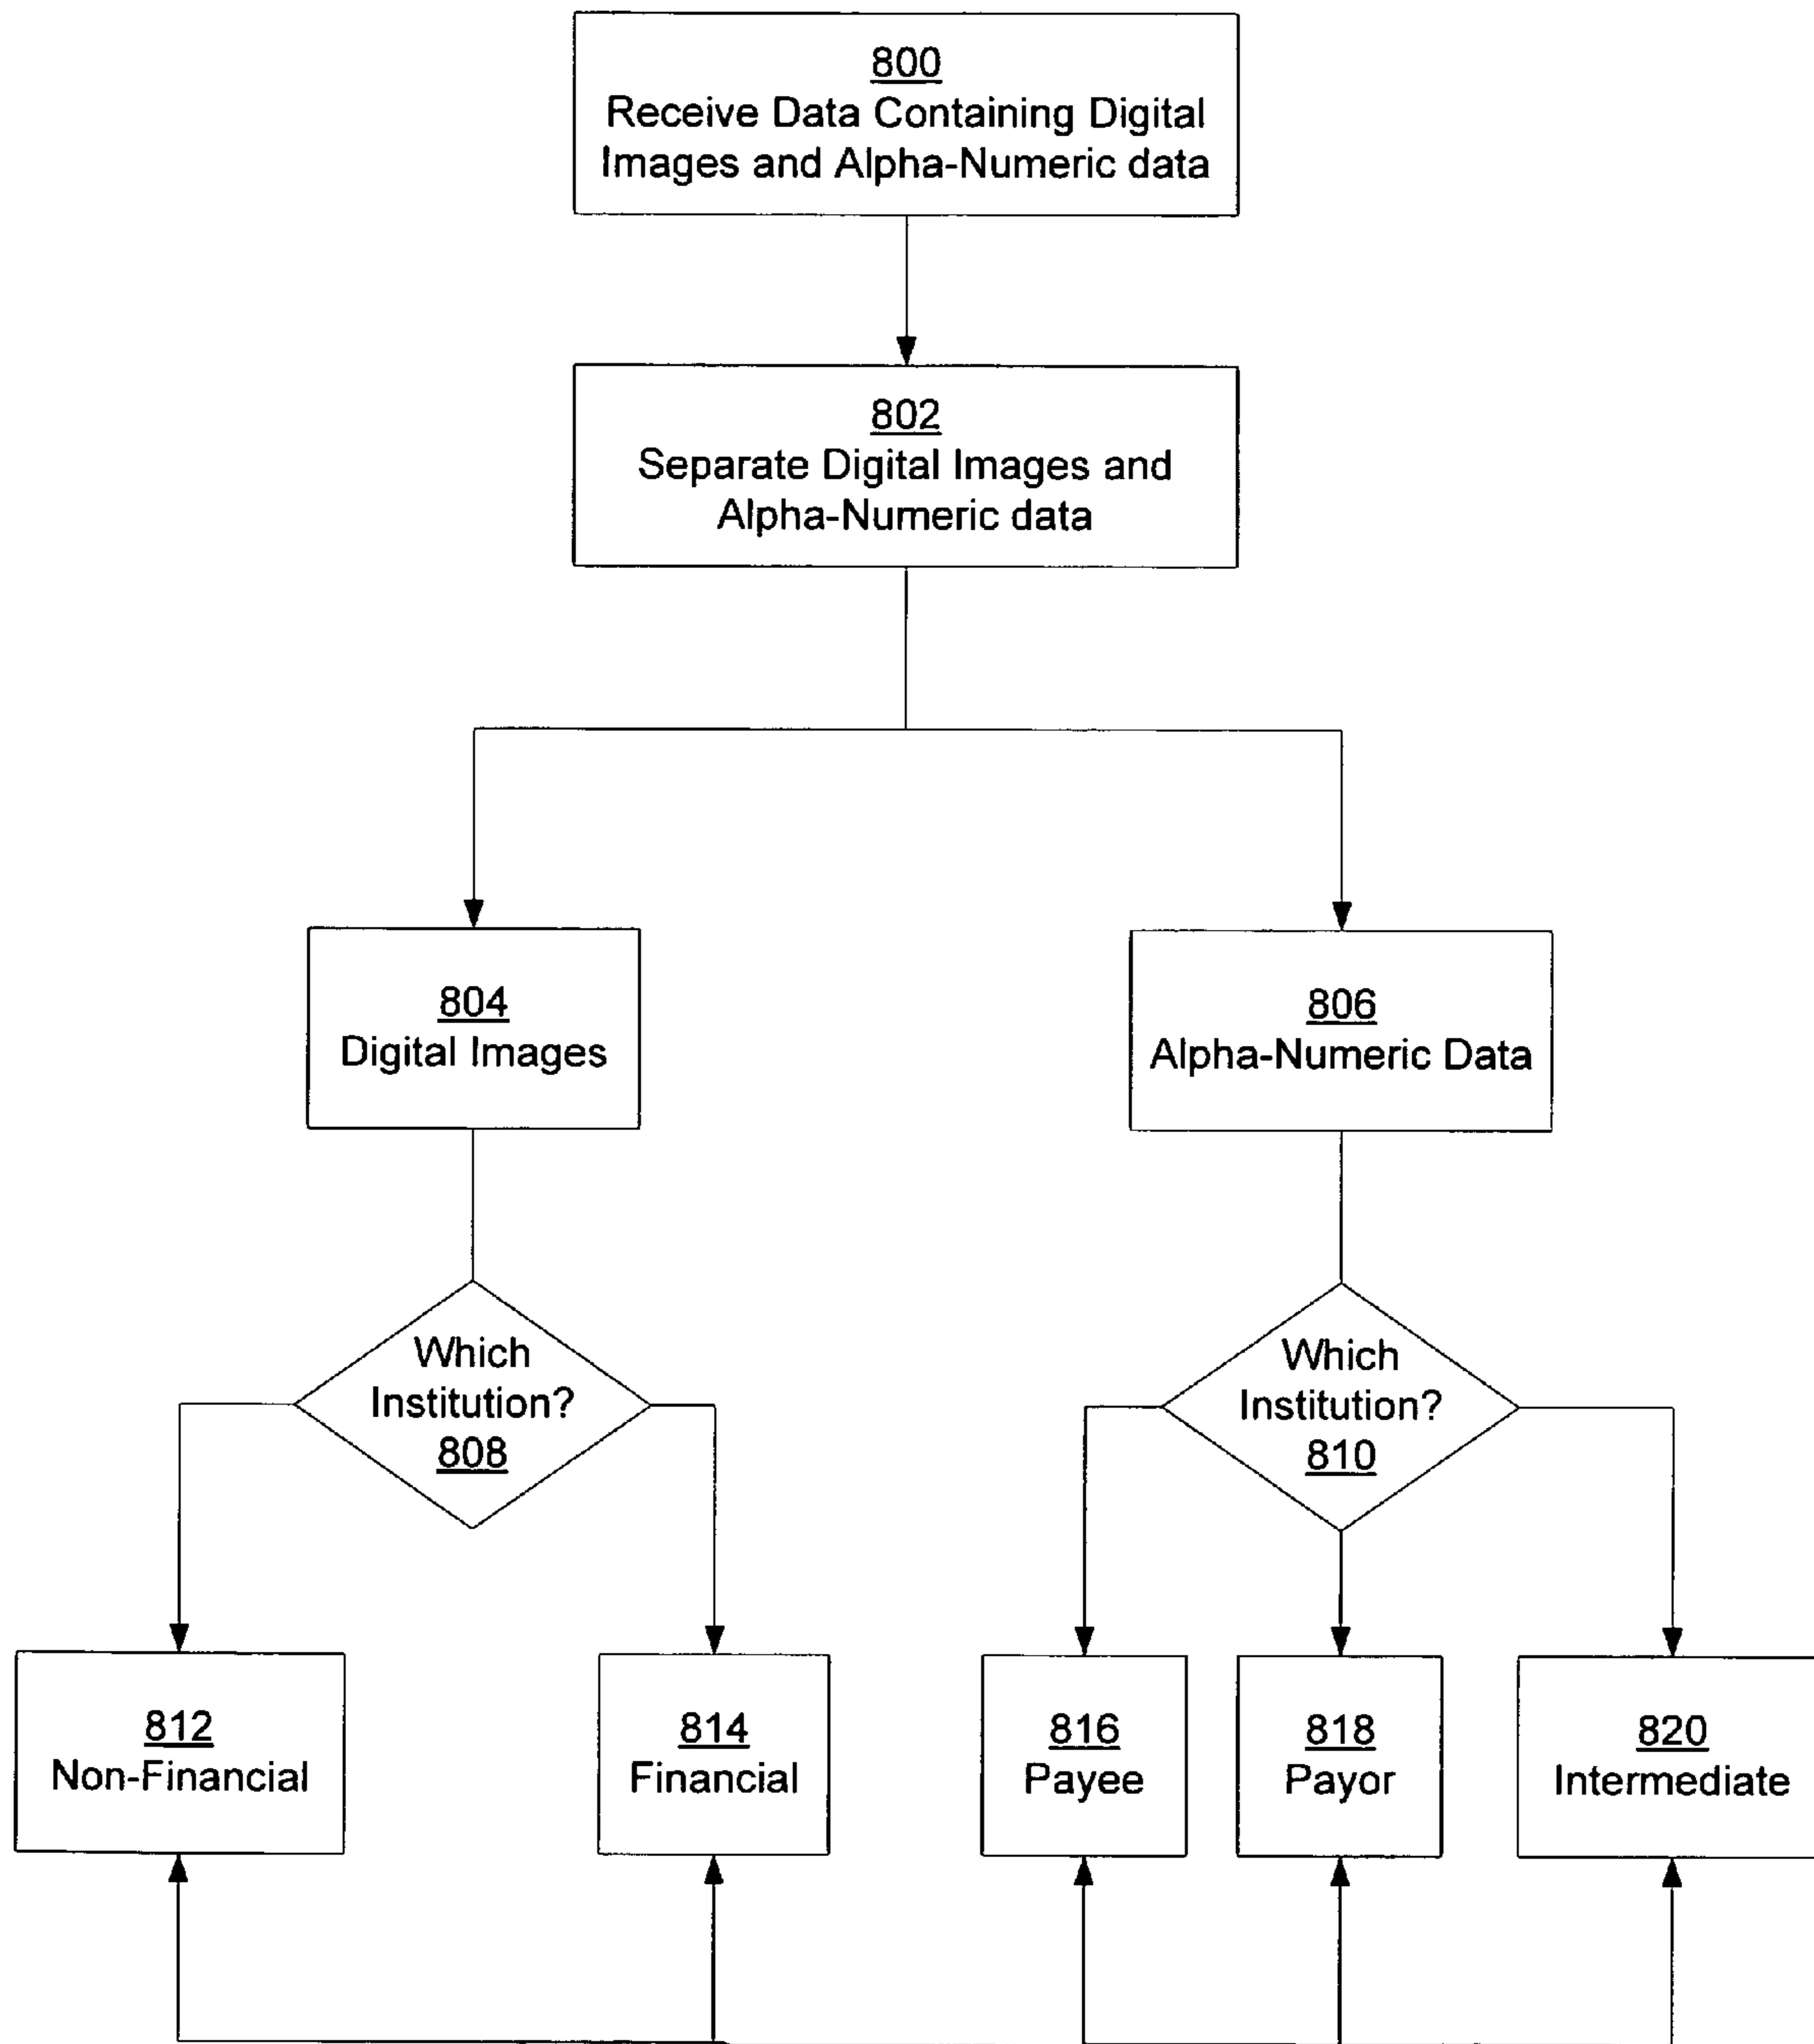 800
Receive Data Containing Digital
Images and Alpha-Numeric data
802
Separate Digital Images and
Alpha-Numeric data
804
Digital Images
806
Alpha-Numeric Data
Which
Institution?
808
Which
Institution?
810
812
Non-Financial
814
Financial
816
Payee
818
Payor
820
Intermediate